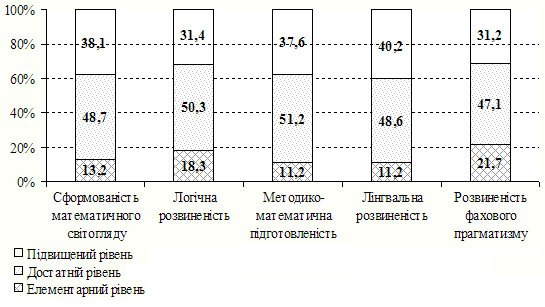 100%
80%
60%
40%
20%
0%
38,1
31,4
37,6
40,2
31,2
48,7
50,3
51,2
48,6
47,1
13,2
18,3
11,2
11,2
21,7
Сформованість
математичного
світогляду
Логічна
розвиненість
Методико-
математична
підготовленість
Лінгвальна
розвиненість
Розвиненість
фахового
прагматизму
Підвищений рівень
Достатній рівень
Елементарний рівень